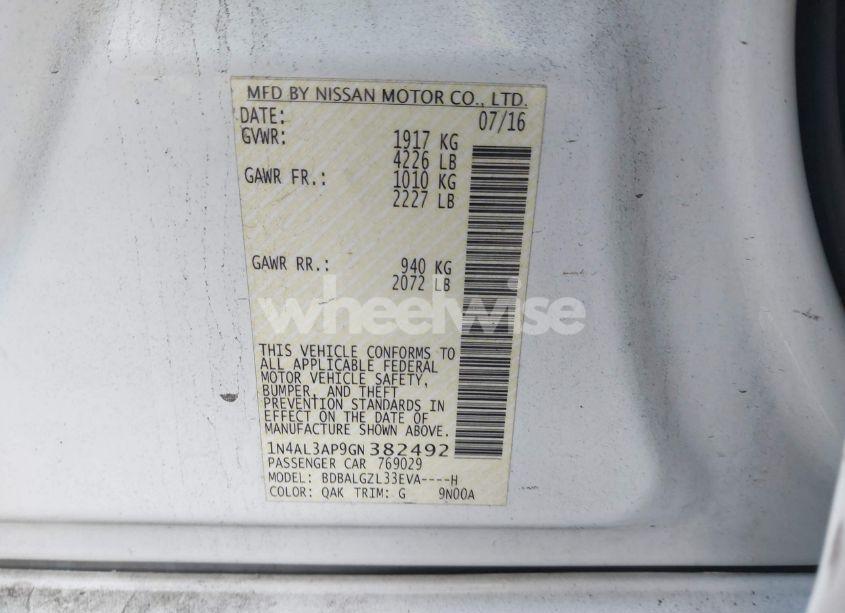 MFD BY NISSAN MOTOR CO., LTD.
DATE: 07/16
GVWR: 1917 KG
4226 LB
GAWR FR.: 1010 KG
2227 LB
GAWR RR.: 940 KG
2072 LB
wheelwise
THIS VEHICLE CONFORMS TO
ALL APPLICABLE FEDERAL
MOTOR VEHICLE SAFETY,
BUMPER, AND THEFT
PREVENTION STANDARDS IN
EFFECT ON THE DATE OF
MANUFACTURE SHOWN ABOVE.
1N4AL3AP9GN382492
PASSENGER CAR 769029
MODEL: BDBALGZL33EVA----H
COLOR: QAK TRIM: G 9N00A